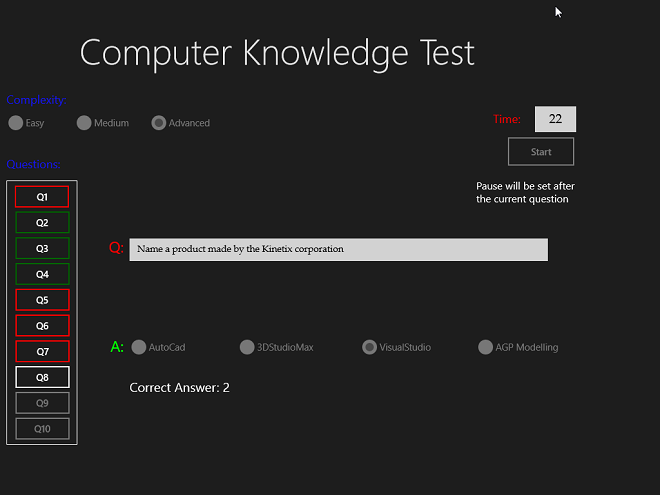 Computer Knowledge Test
Complexity:
Easy Medium Advanced
Time: 22
Start
Questions:
Pause will be set after
the current question
Q1
Q2
Q3
Q4
Q: Name a product made by the Kinetix corporation
Q5
Q6
Q7
A: AutoCad 3DStudioMax VisualStudio AGP Modelling
Q8
Correct Answer: 2
Q9
Q10